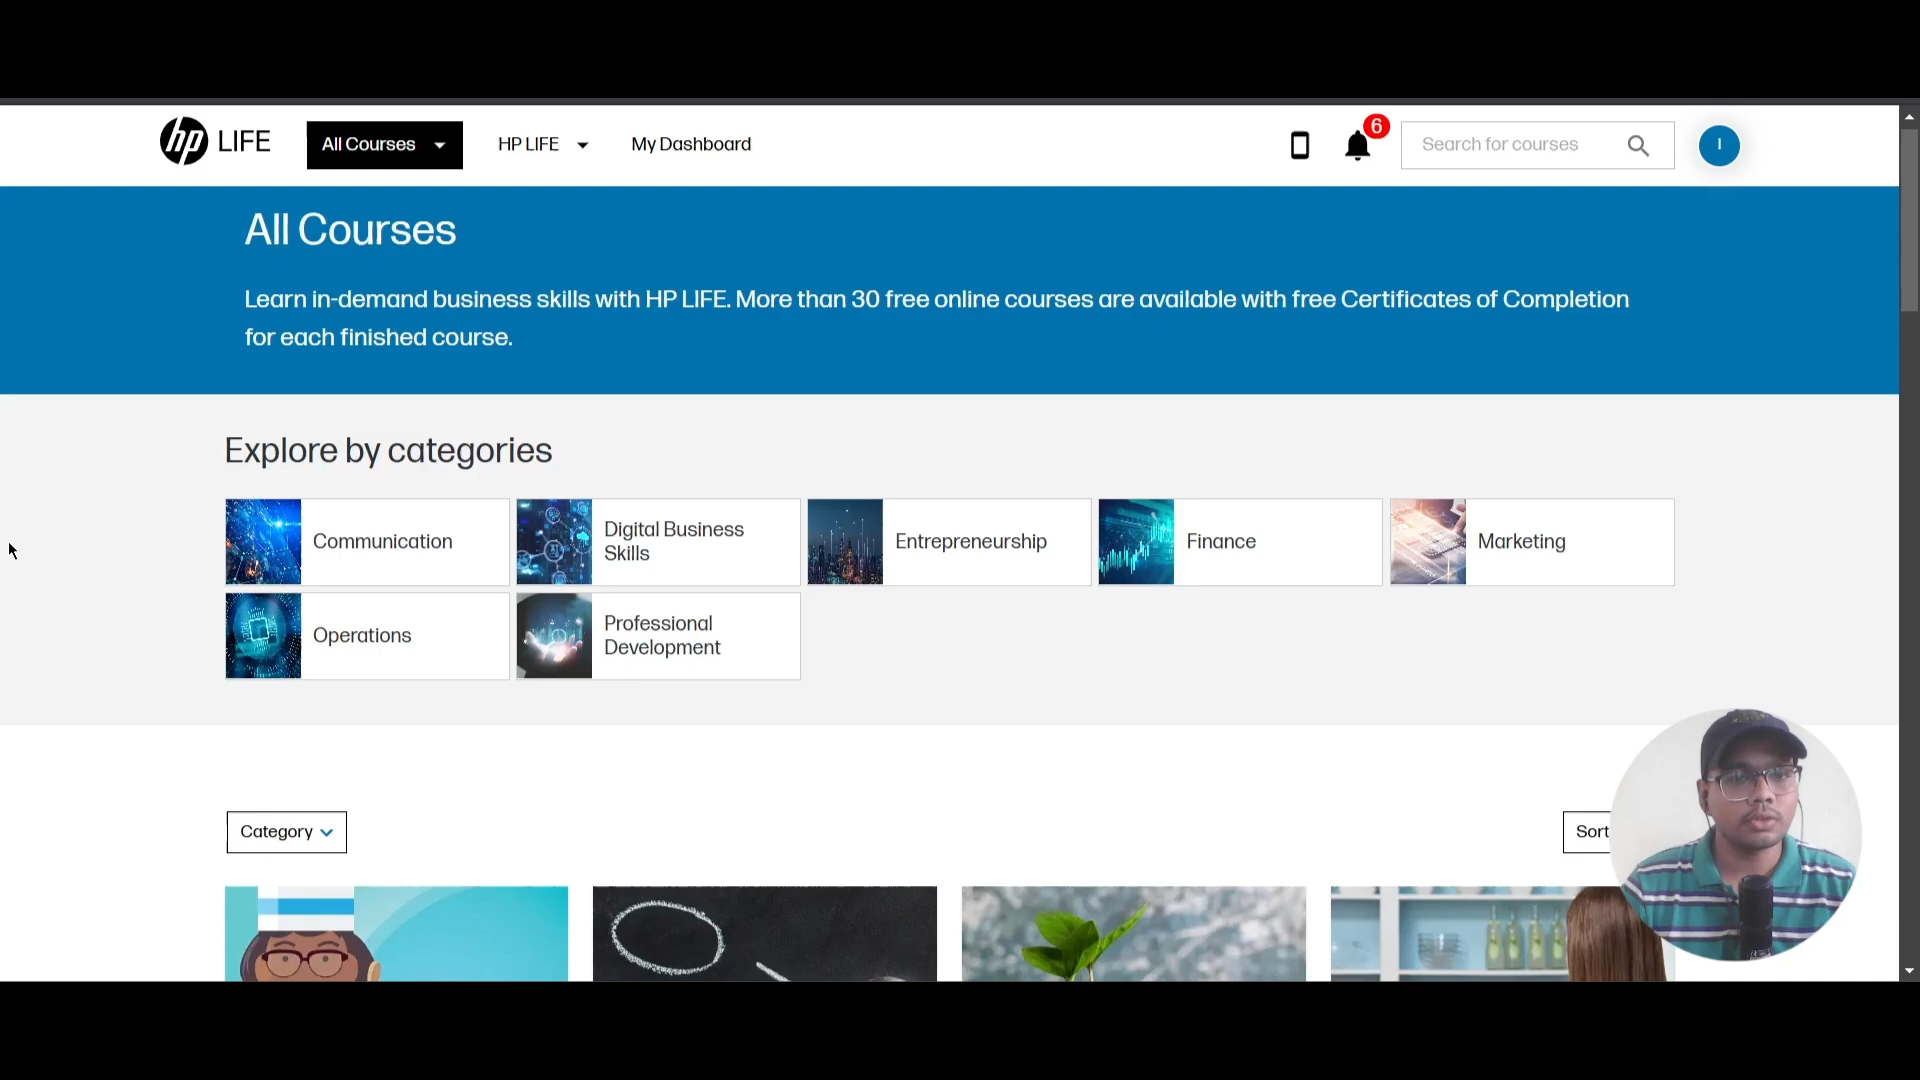 hp LIFE
All Courses
HP LIFE
My Dashboard
6
Search for courses
I
All Courses
Learn in-demand business skills with HP LIFE. More than 30 free online courses are available with free Certificates of Completion
for each finished course.
Explore by categories
Communication
Digital Business
Skills
Entrepreneurship
Finance
Marketing
Operations
Professional
Development
Category
Sort